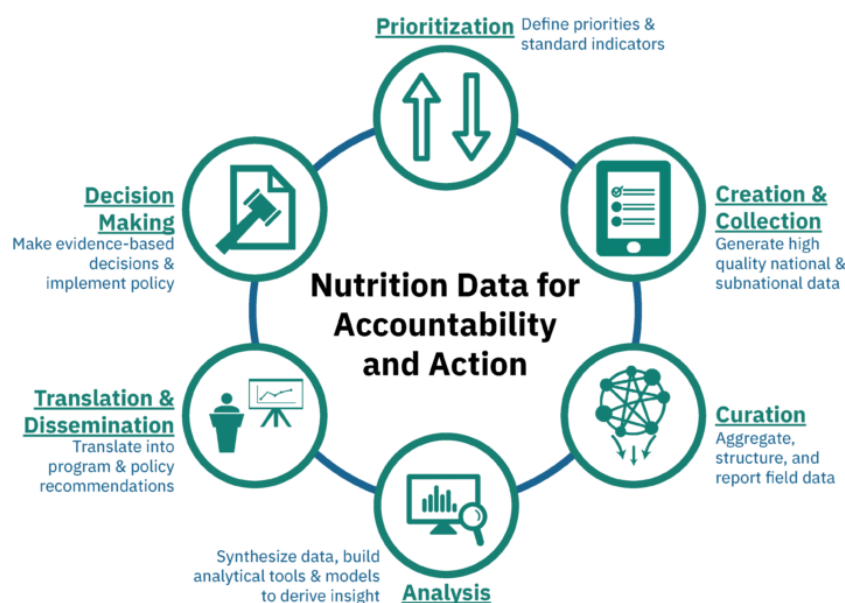 Prioritization
Define priorities &
standard indicators
Creation &
Collection
Generate high
quality national &
subnational data
Curation
Aggregate,
structure, and
report field data
Analysis
Synthesize data, build
analytical tools & models
to derive insight
Translation &
Dissemination
Translate into
program & policy
recommendations
Decision
Making
Make evidence-based
decisions &
implement policy
Nutrition Data for
Accountability
and Action